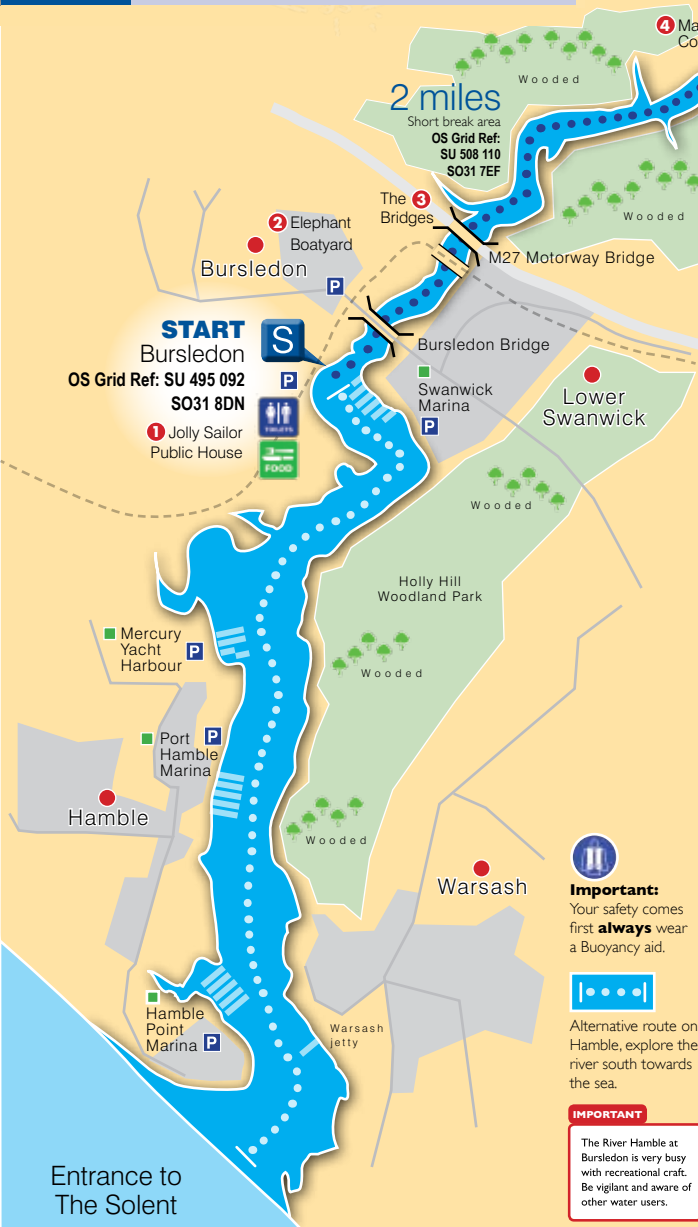 4 Ma
Co
Wooded
2 miles
Short break area
OS Grid Ref:
SU 508 110
SO31 7EF
The 3
Bridges
Wooded
2 Elephant
Boatyard
Bursledon
M27 Motorway Bridge
P
START
Bursledon
OS Grid Ref: SU 495 092
SO31 8DN
S
P
1 Jolly Sailor
Public House
TOILETS
FOOD
Bursledon Bridge
Swanwick
Marina
P
Lower
Swanwick
Wooded
Holly Hill
Woodland Park
Mercury
Yacht
Harbour
P
Wooded
Port
Hamble
Marina
P
Hamble
Wooded
Warsash
Important:
Your safety comes
first always wear
a Buoyancy aid.
Hamble
Point
Marina
P
Warsash
jetty
Alternative route on
Hamble, explore the
river south towards
the sea.
IMPORTANT
The River Hamble at
Bursledon is very busy
with recreational craft.
Be vigilant and aware of
other water users.
Entrance to
The Solent